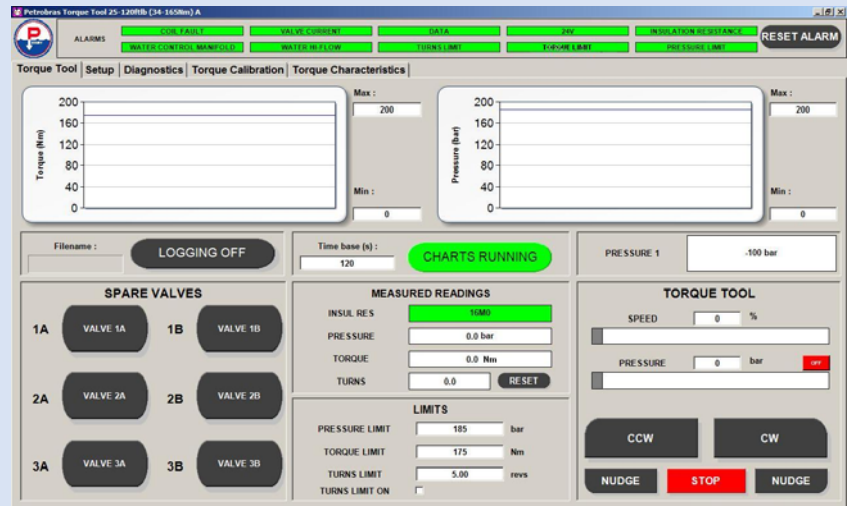 Petrobras Torque Tool 25-120ftlb (34-165Nm) A
P
ALARMS
COIL FAULT VALVE CURRENT DATA 24V INSULATION RESISTANCE
WATER CONTROL MANIFOLD WATER HI-FLOW TURNS LIMIT TORQUE LIMIT PRESSURE LIMIT
RESET ALARM
Torque Tool Setup Diagnostics Torque Calibration Torque Characteristics
Torque (Nm)
200
160
120
80
40
0
Max :
200
Min :
0
Pressure (bar)
200
160
120
80
40
0
Max :
200
Min :
0
Filename :
LOGGING OFF
Time base (s) :
120
CHARTS RUNNING
PRESSURE 1 -100 bar
SPARE VALVES
1A VALVE 1A 1B VALVE 1B
2A VALVE 2A 2B VALVE 2B
3A VALVE 3A 3B VALVE 3B
MEASURED READINGS
INSUL RES 16M0
PRESSURE 0.0 bar
TORQUE 0.0 Nm
TURNS 0.0 RESET
LIMITS
PRESSURE LIMIT 185 bar
TORQUE LIMIT 175 Nm
TURNS LIMIT 5.00 revs
TURNS LIMIT ON
TORQUE TOOL
SPEED 0 %
PRESSURE 0 bar OFF
CCW CW
NUDGE STOP NUDGE